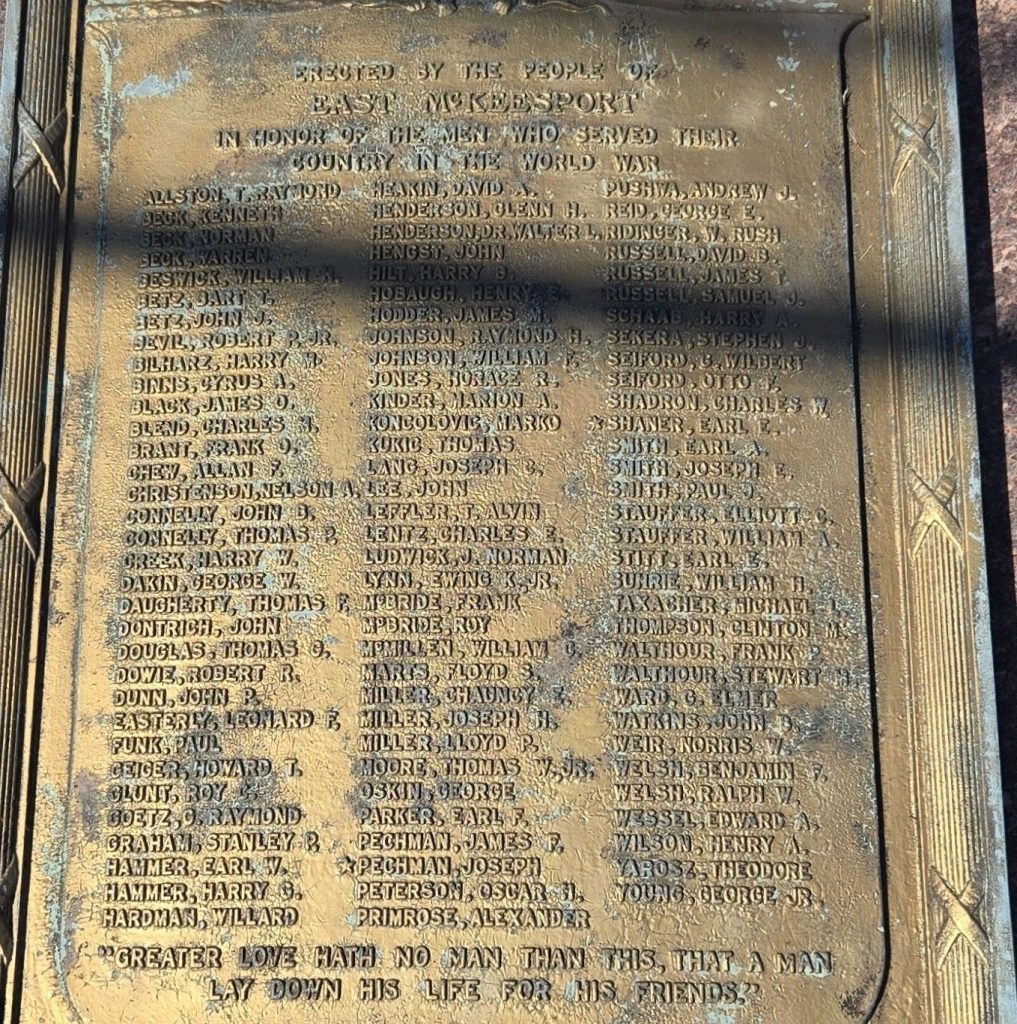 ERECTED BY THE PEOPLE OF
EAST McKEESPORT
IN HONOR OF THE MEN WHO SERVED THEIR
COUNTRY IN THE WORLD WAR
ALLSTON, T. RAYMOND
BECK, KENNETH
BECK, NORMAN
BECK, WARREN
BESWICK, WILLIAM H.
BETZ, BART T.
BETZ, JOHN J.
BEVIL, ROBERT P. JR.
BILHARZ, HARRY M.
BINNS, CYRUS A.
BLACK, JAMES O.
BLEND, CHARLES M.
BRANT, FRANK O.
CHEW, ALLAN F.
CHRISTENSON, NELSON A.
CONNELLY, JOHN B.
CONNELLY, THOMAS P.
CREEK, HARRY W.
DAKIN, GEORGE W.
DAUGHERTY, THOMAS F.
DONTRICH, JOHN
DOUGLAS, THOMAS G.
DOWIE, ROBERT R.
DUNN, JOHN P.
EASTERLY, LEONARD F.
FUNK, PAUL
GEIGER, HOWARD T.
GLUNT, ROY C.
GOETZ, G. RAYMOND
GRAHAM, STANLEY P.
HAMMER, EARL W.
HAMMER, HARRY G.
HARDMAN, WILLARD
HEAKIN, DAVID A.
HENDERSON, GLENN H.
HENDERSON, DR. WALTER L.
HENGST, JOHN
HILT, HARRY B.
HOBAUGH, HENRY E.
HODDER, JAMES M.
JOHNSON, RAYMOND H.
JOHNSON, WILLIAM F.
JONES, HORACE R.
KINDER, MARION A.
KONGOLOVIC, MARKO
KUKIC, THOMAS
LANG, JOSEPH C.
LEE, JOHN
LEFFLER, T. ALVIN
LENTZ, CHARLES E.
LUDWICK, J. NORMAN
LYNN, EWING K. JR.
McBRIDE, FRANK
McBRIDE, ROY
McMILLEN, WILLIAM C.
MARTS, FLOYD S.
MILLER, CHAUNCY E.
MILLER, JOSEPH H.
MILLER, LLOYD P.
MOORE, THOMAS W., JR.
OSKIN, GEORGE
PARKER, EARL F.
PECHMAN, JAMES F.
★PECHMAN, JOSEPH
PETERSON, OSCAR H.
PRIMROSE, ALEXANDER
PUSHWA, ANDREW J.
REID, GEORGE E.
RIDINGER, W. RUSH
RUSSELL, DAVID B.
RUSSELL, JAMES T.
RUSSELL, SAMUEL J.
SCHAAB, HARRY A.
SEKERA, STEPHEN J.
SEIFORD, C. WILBERT
SEIFORD, OTTO F.
SHADRON, CHARLES W.
★SHANER, EARL E.
SMITH, EARL A.
SMITH, JOSEPH E.
SMITH, PAUL J.
STAUFFER, ELLIOTT C.
STAUFFER, WILLIAM A.
STITT, EARL E.
SUHRIE, WILLIAM H.
TAXACHER, MICHAEL
THOMPSON, CLINTON M.
WALTHOUR, FRANK P.
WALTHOUR, STEWART H.
WARD, G. ELMER
WATKINS, JOHN B.
WEIR, NORRIS W.
WELSH, BENJAMIN F.
WELSH, RALPH W.
WESSEL, EDWARD A.
WILSON, HENRY A.
YAROSZ, THEODORE
YOUNG, GEORGE JR.
"GREATER LOVE HATH NO MAN THAN THIS, THAT A MAN
LAY DOWN HIS LIFE FOR HIS FRIENDS."